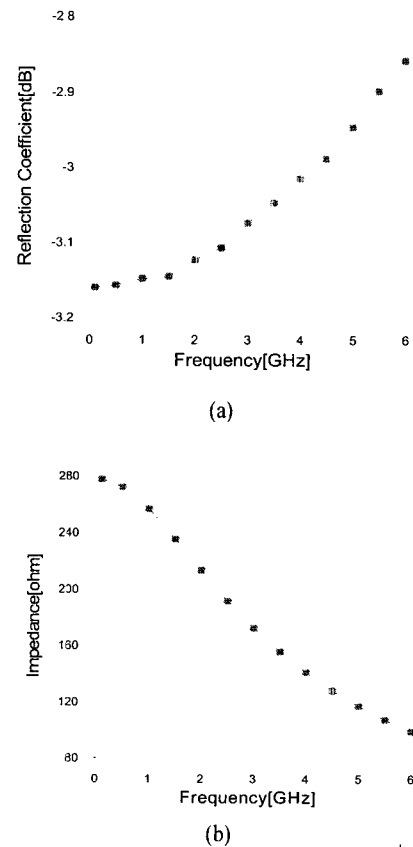 -2.8
-2.9
-3
-3.1
-3.2
Reflection Coefficient[dB]
0 1 2 3 4 5 6
Frequency[GHz]
(a)
280
240
200
160
120
80
Impedance[ohm]
0 1 2 3 4 5 6
Frequency[GHz]
(b)